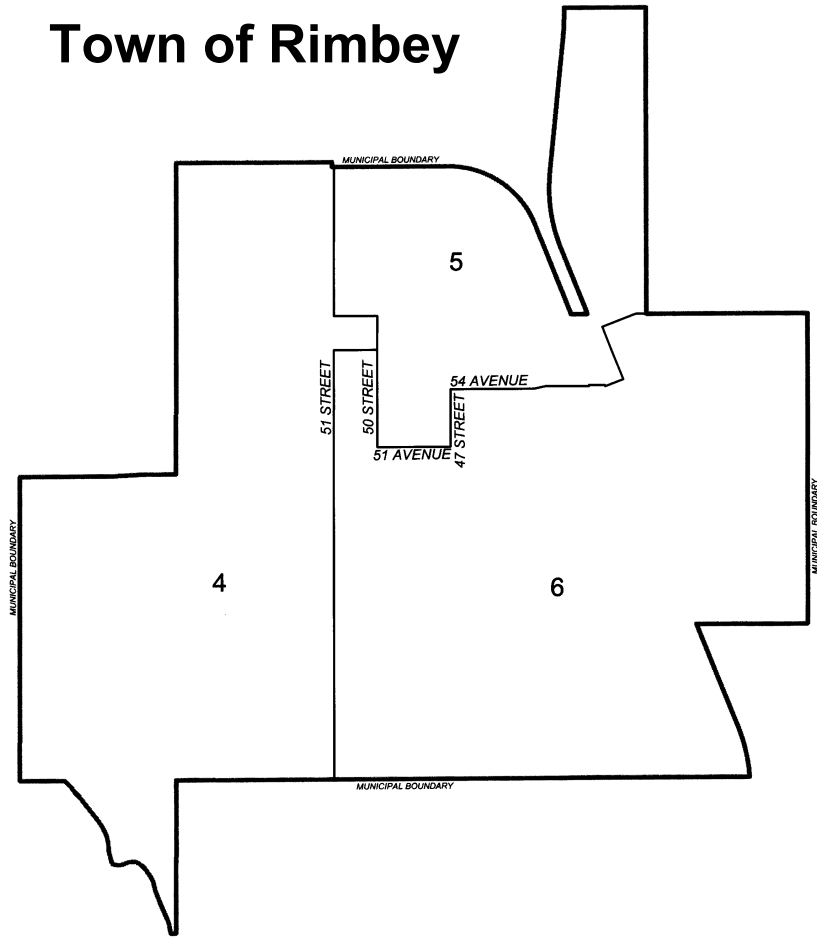 Town of Rimbey
MUNICIPAL BOUNDARY
5
54 AVENUE
51 STREET
50 STREET
47 STREET
51 AVENUE
MUNICIPAL BOUNDARY
MUNICIPAL BOUNDARY
4
6
MUNICIPAL BOUNDARY